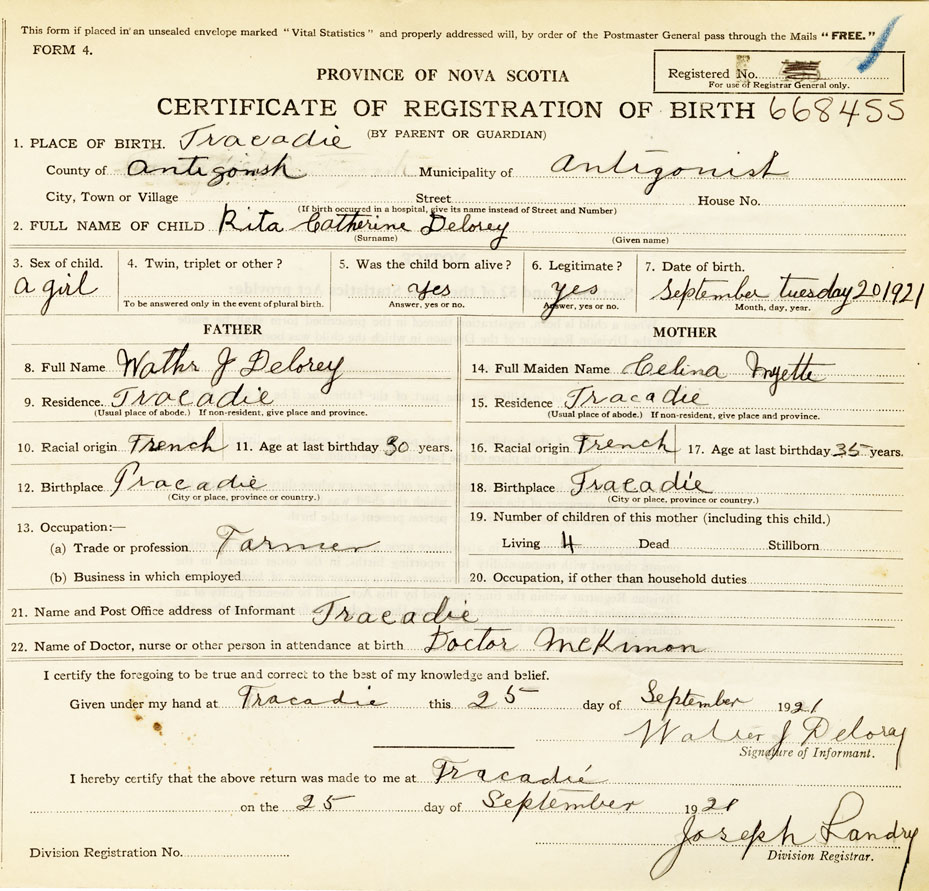 This form if placed in an unsealed envelope marked "Vital Statistics" and properly addressed will, by order of the Postmaster General pass through the Mails "FREE."
FORM 4.
PROVINCE OF NOVA SCOTIA
Registered No.
For use of Registrar General only.
CERTIFICATE OF REGISTRATION OF BIRTH 668455
(BY PARENT OR GUARDIAN)
1. PLACE OF BIRTH. Tracadie
County of Antigonsh Municipality of Antigonist
City, Town or Village Street House No.
(If birth occurred in a hospital, give its name instead of Street and Number)
2. FULL NAME OF CHILD Rita Catherine Delorey
(Surname) (Given name)
3. Sex of child. 4. Twin, triplet or other? 5. Was the child born alive? 6. Legitimate? 7. Date of birth.
a girl yes yes September tuesday 20 1921
To be answered only in the event of plural birth. Answer, yes or no. Answer, yes or no. Month, day, year.
FATHER MOTHER
8. Full Name J Delorey 14. Full Maiden Name Celina Myette
9. Residence. Tracadie 15. Residence Tracadie
(Usual place of abode.) If non-resident, give place and province. (Usual place of abode.) If non-resident, give place and province.
10. Racial origin French 11. Age at last birthday 30 years. 16. Racial origin French 17. Age at last birthday 35 years.
12. Birthplace Tracadie 18. Birthplace Tracadie
(City or place, province or country.) (City or place, province or country.)
13. Occupation:— 19. Number of children of this mother (including this child.)
(a) Trade or profession Farmer Living 4 Dead Stillborn
(b) Business in which employed 20. Occupation, if other than household duties
21. Name and Post Office address of Informant Tracadie
22. Name of Doctor, nurse or other person in attendance at birth Doctor McKinnon
I certify the foregoing to be true and correct to the best of my knowledge and belief.
Given under my hand at Tracadie this 25 day of September 1921
Walter J Deloray
Signature of Informant.
I hereby certify that the above return was made to me at Tracadié
on the 25 day of September 1921
Joseph Landry
Division Registration No. Division Registrar.